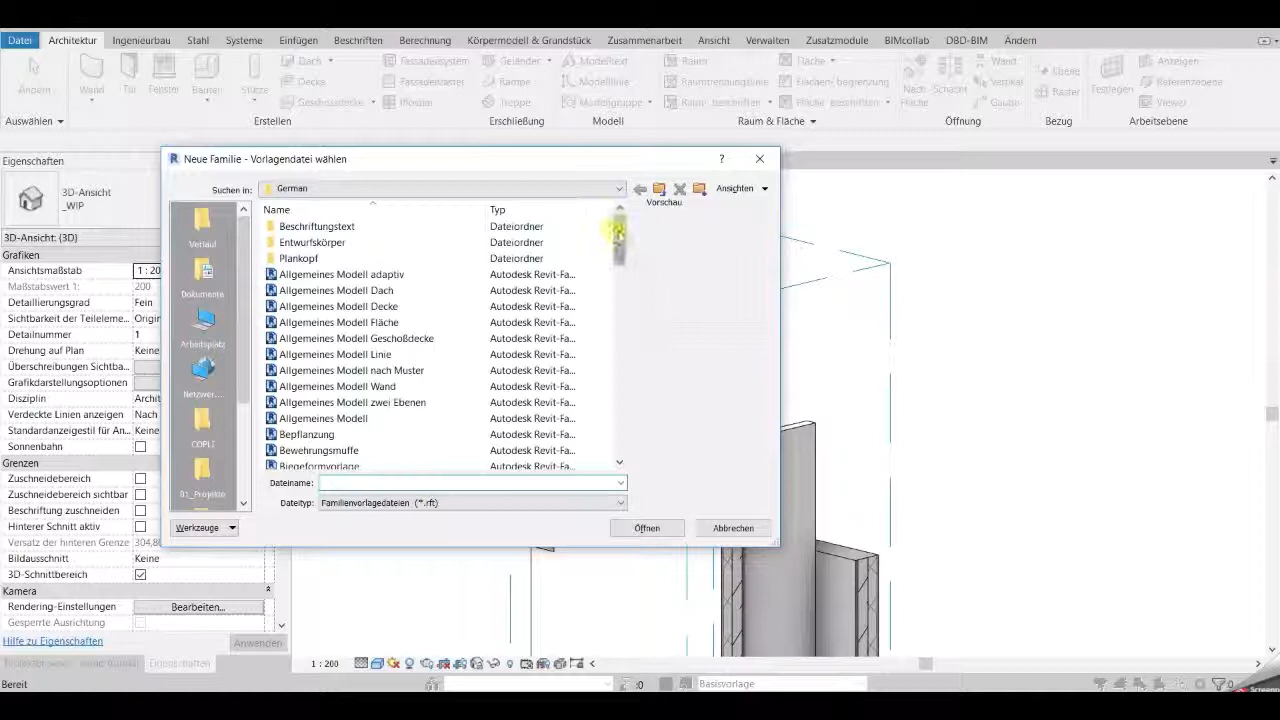 Datei Architektur Ingenieurbau Stahl Systeme Einfügen Beschriften Berechnung Körpermodell & Grundstück Zusammenarbeit Ansicht Verwalten Zusatzmodule BIMcollab DBD-BIM Ändern
Dach Fassadensystem Geländer Modelltext Raum Fläche Wand Anzeigen
Ebene
Decke Fassadenraster Rampe Modelllinie Raumtrennungslinie Flächen begrenzung Vertikal Referenzebene
Ändern Wand Tür Fenster Bauteil Stütze Nach Fläche Schacht Festlegen
Raster
Geschossdecke Pfosten Treppe Modellgruppe Raum beschriften Fläche beschriften Gaube Viewer
Auswählen Erstellen Erschließung Modell Raum & Fläche Öffnung Bezug Arbeitsebene
Eigenschaften
3D-Ansicht
_WIP
3D-Ansicht: {3D}
Grafiken
Ansichtsmaßstab 1 : 20
Maßstabswert 1: 200
Detaillierungsgrad Fein
Sichtbarkeit der Teileleme... Origin
Detailnummer 1
Drehung auf Plan Keine
Überschreibungen Sichtba...
Grafikdarstellungsoptionen
Disziplin Archit
Verdeckte Linien anzeigen Nach
Standardanzeigestil für An... Keine
Sonnenbahn
Grenzen
Zuschneidebereich
Zuschneidebereich sichtbar
Beschriftung zuschneiden
Hinterer Schnitt aktiv
Versatz der hinteren Grenze 304,80
Bildausschnitt Keine
3D-Schnittbereich
Kamera
Rendering-Einstellungen Bearbeiten...
Gesperrte Ausrichtung
Hilfe zu Eigenschaften Anwenden
Eigenschaften
Neue Familie - Vorlagendatei wählen ?
Suchen in: German Ansichten
Vorschau
Verlauf
Dokumente
Arbeitsplatz
Netzwer...
COPLI
01_Projekte
Name Typ
Beschriftungstext Dateiordner
Entwurfskörper Dateiordner
Plankopf Dateiordner
Allgemeines Modell adaptiv Autodesk Revit-Fa...
Allgemeines Modell Dach Autodesk Revit-Fa...
Allgemeines Modell Decke Autodesk Revit-Fa...
Allgemeines Modell Fläche Autodesk Revit-Fa...
Allgemeines Modell Geschoßdecke Autodesk Revit-Fa...
Allgemeines Modell Linie Autodesk Revit-Fa...
Allgemeines Modell nach Muster Autodesk Revit-Fa...
Allgemeines Modell Wand Autodesk Revit-Fa...
Allgemeines Modell zwei Ebenen Autodesk Revit-Fa...
Allgemeines Modell Autodesk Revit-Fa...
Bepflanzung Autodesk Revit-Fa...
Bewehrungsmuffe Autodesk Revit-Fa...
Biegeformvorlage Autodesk Revit-Fa...
Dateiname:
Dateityp: Familienvorlagedateien (*.rft)
Werkzeuge Öffnen Abbrechen
1 : 200
Bereit :0 Basisvorlage :0